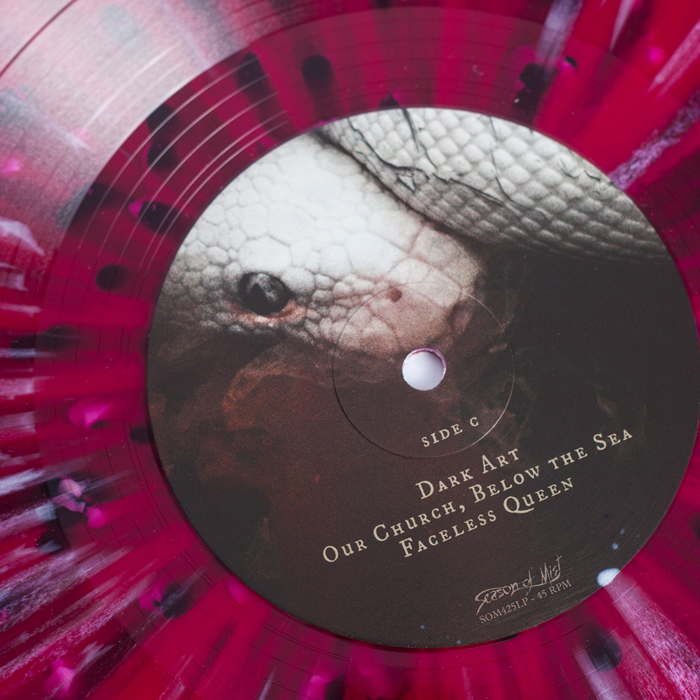 SIDE C
DARK ART
OUR CHURCH, BELOW THE SEA
FACELESS QUEEN
Season of Mist
SOM425LP - 45 RPM